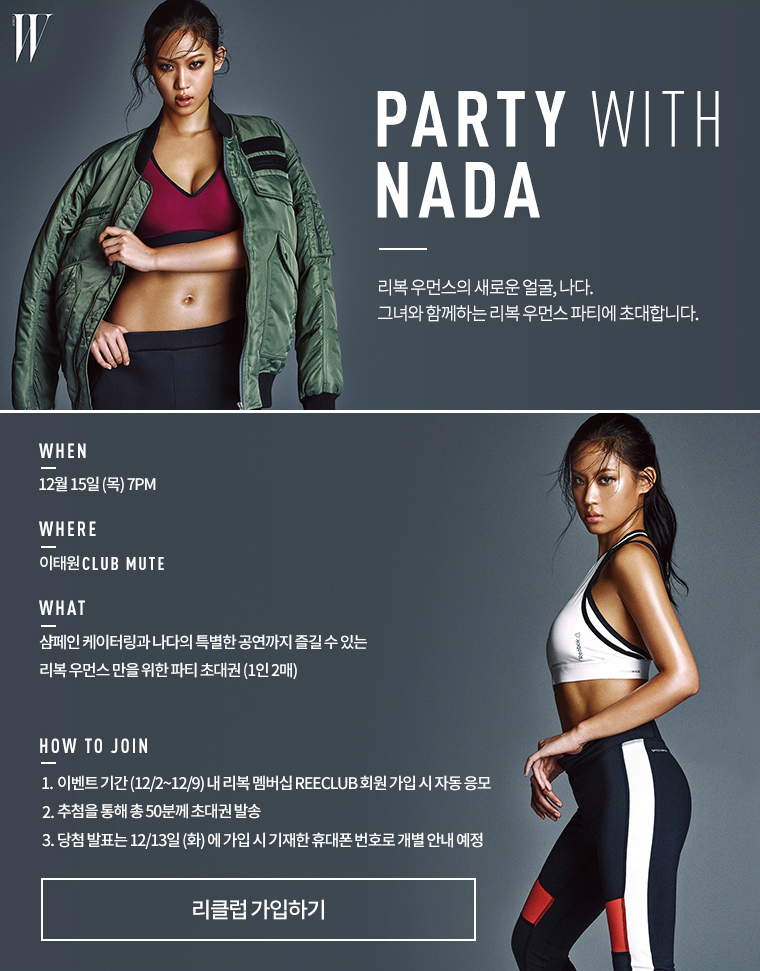 W
PARTY WITH
NADA
리복 우먼스의 새로운 얼굴, 나다.
그녀와 함께하는 리복 우먼스 파티에 초대합니다.
WHEN
12월 15일 (목) 7PM
WHERE
이태원 CLUB MUTE
WHAT
샴페인 케이터링과 나다의 특별한 공연까지 즐길 수 있는
리복 우먼스 만을 위한 파티 초대권 (1인 2매)
Reebok
HOW TO JOIN
1. 이벤트 기간 (12/2~12/9) 내 리복 멤버십 REECLUB 회원 가입 시 자동 응모
2. 추첨을 통해 총 50분께 초대권 발송
3. 당첨 발표는 12/13일 (화) 에 가입 시 기재한 휴대폰 번호로 개별 안내 예정
리클럽 가입하기